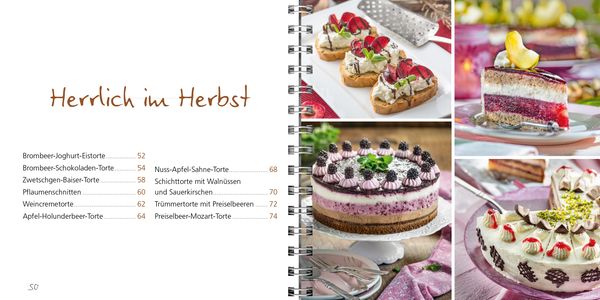 Herrlich im Herbst
Brombeer-Joghurt-Eistorte 52
Brombeer-Schokoladen-Torte 54
Zwetschgen-Baiser-Torte 58
Pflaumenschnitten 60
Weincremetorte 62
Apfel-Holunderbeer-Torte 64
Nuss-Apfel-Sahne-Torte 68
Schichttorte mit Walnüssen
und Sauerkirschen 70
Trümmertorte mit Preiselbeeren 72
Preiselbeer-Mozart-Torte 74
50